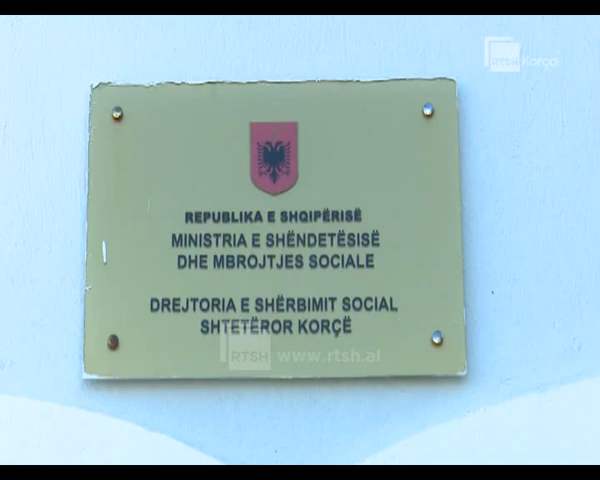 RTSH Korça
REPUBLIKA E SHQIPËRISË
MINISTRIA E SHËNDETËSISË
DHE MBROJTJES SOCIALE
DREJTORIA E SHËRBIMIT SOCIAL
SHTETËROR KORÇË
RTSH www.rtsh.al